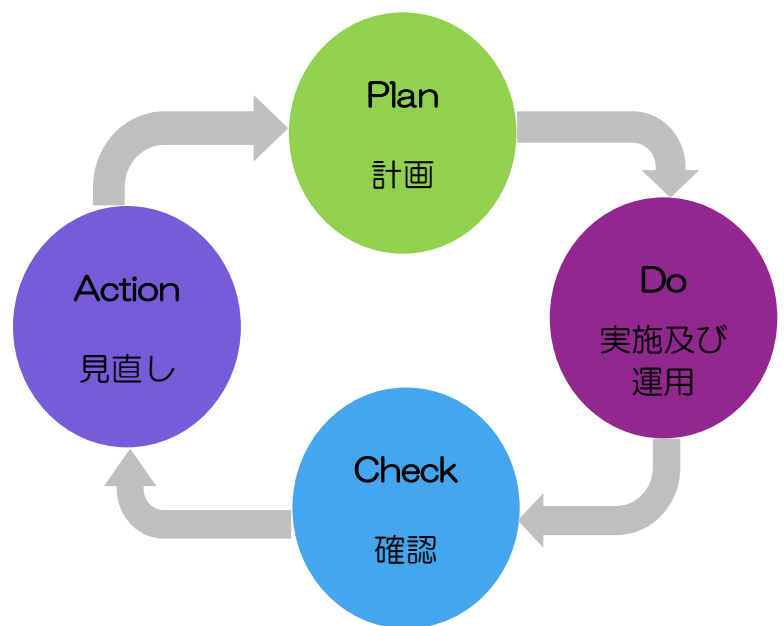 Plan
計画
Do
実施及び
運用
Check
確認
Action
見直し